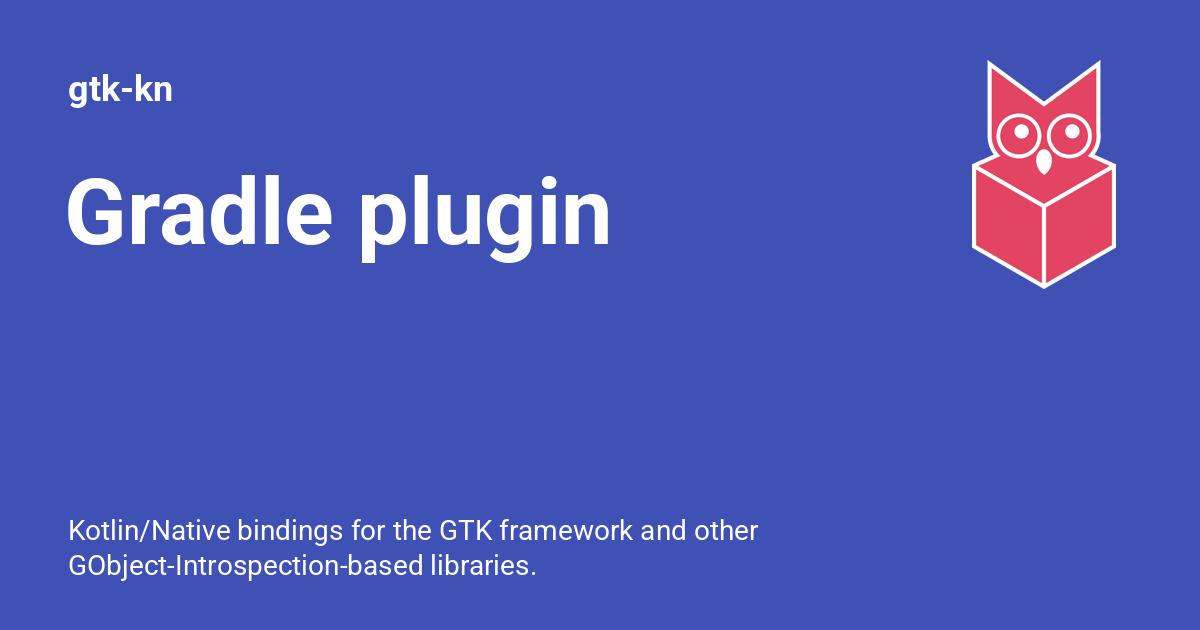 gtk-kn
Gradle plugin
Kotlin/Native bindings for the GTK framework and other
GObject-Introspection-based libraries.